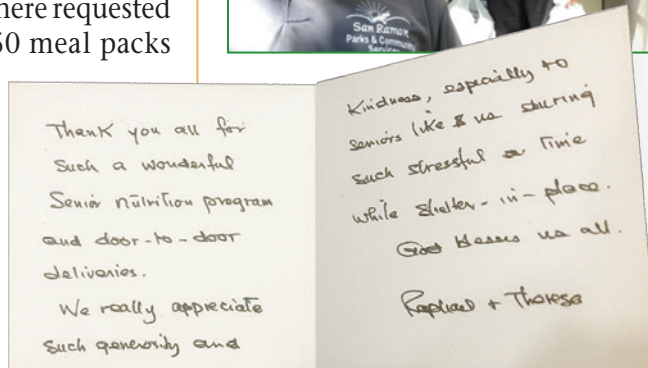 here requested
60 meal packs
San Ramon
Parks & Community
Services
Thank you all for
Such a wonderful
Senior nutrition program
and door-to-door
deliveries.
We really appreciate
such generosity and
Kindness, especially to
seniors like us during
such stressful a Time
while shelter-in-place.
God blesses us all.
Raphael + Theresa